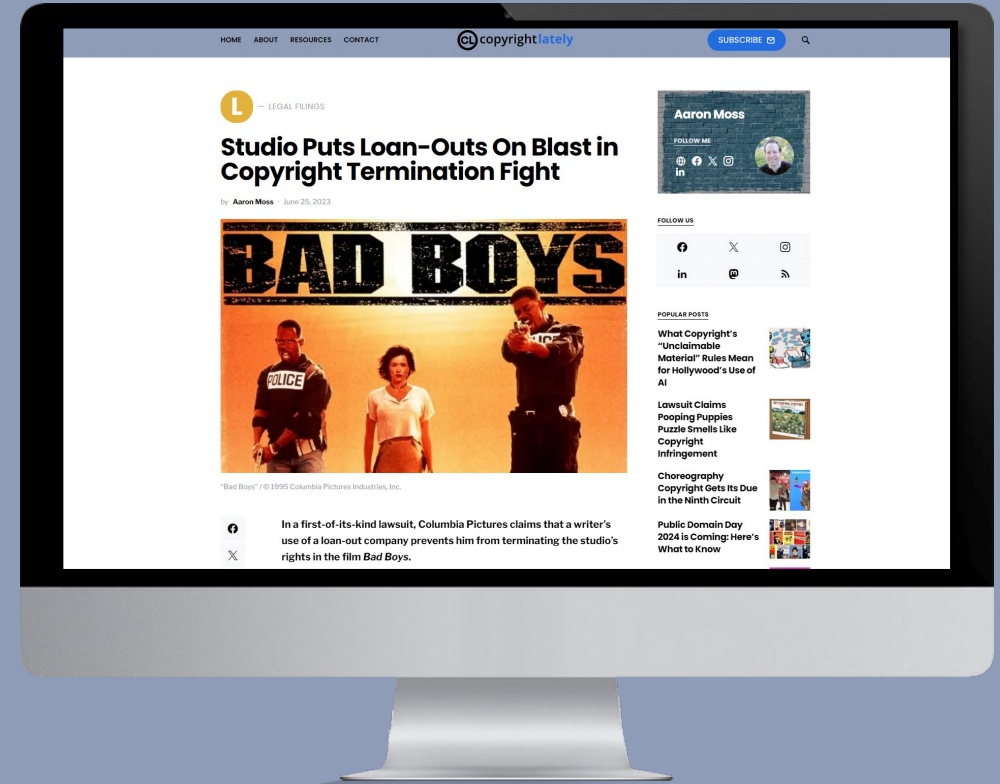 HOME ABOUT RESOURCES CONTACT
CL copyrightlately
SUBSCRIBE
L — LEGAL FILINGS
Studio Puts Loan-Outs On Blast in
Copyright Termination Fight
by Aaron Moss · June 25, 2023
BAD BOYS
POLICE
"Bad Boys" / © 1995 Columbia Pictures Industries, Inc.
In a first-of-its-kind lawsuit, Columbia Pictures claims that a writer's
use of a loan-out company prevents him from terminating the studio's
rights in the film Bad Boys.
Aaron Moss
FOLLOW ME
FOLLOW US
POPULAR POSTS
What Copyright's
"Unclaimable
Material" Rules Mean
for Hollywood's Use of
AI
Lawsuit Claims
Pooping Puppies
Puzzle Smells Like
Copyright
Infringement
Choreography
Copyright Gets Its Due
in the Ninth Circuit
Public Domain Day
2024 is Coming: Here's
What to Know